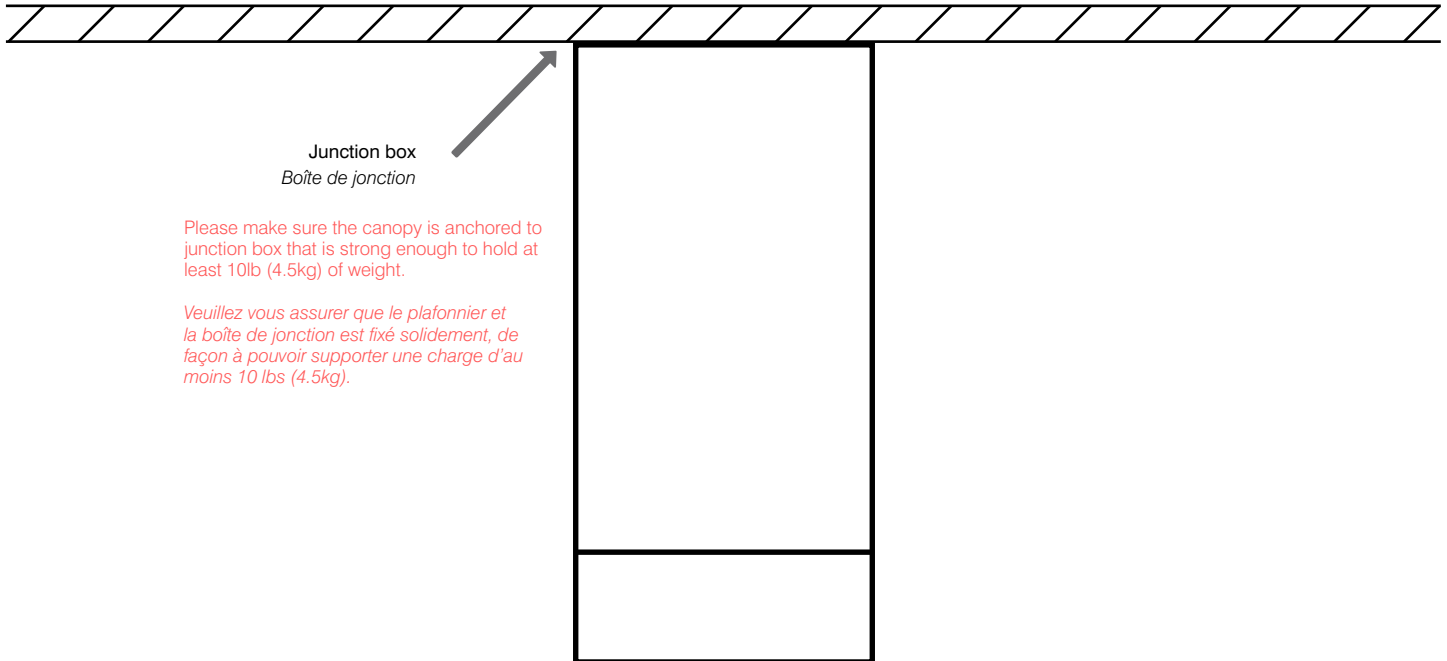 Junction box
Boîte de jonction
Please make sure the canopy is anchored to
junction box that is strong enough to hold at
least 10lb (4.5kg) of weight.
Veuillez vous assurer que le plafonnier et
la boîte de jonction est fixé solidement, de
façon à pouvoir supporter une charge d'au
moins 10 lbs (4.5kg).